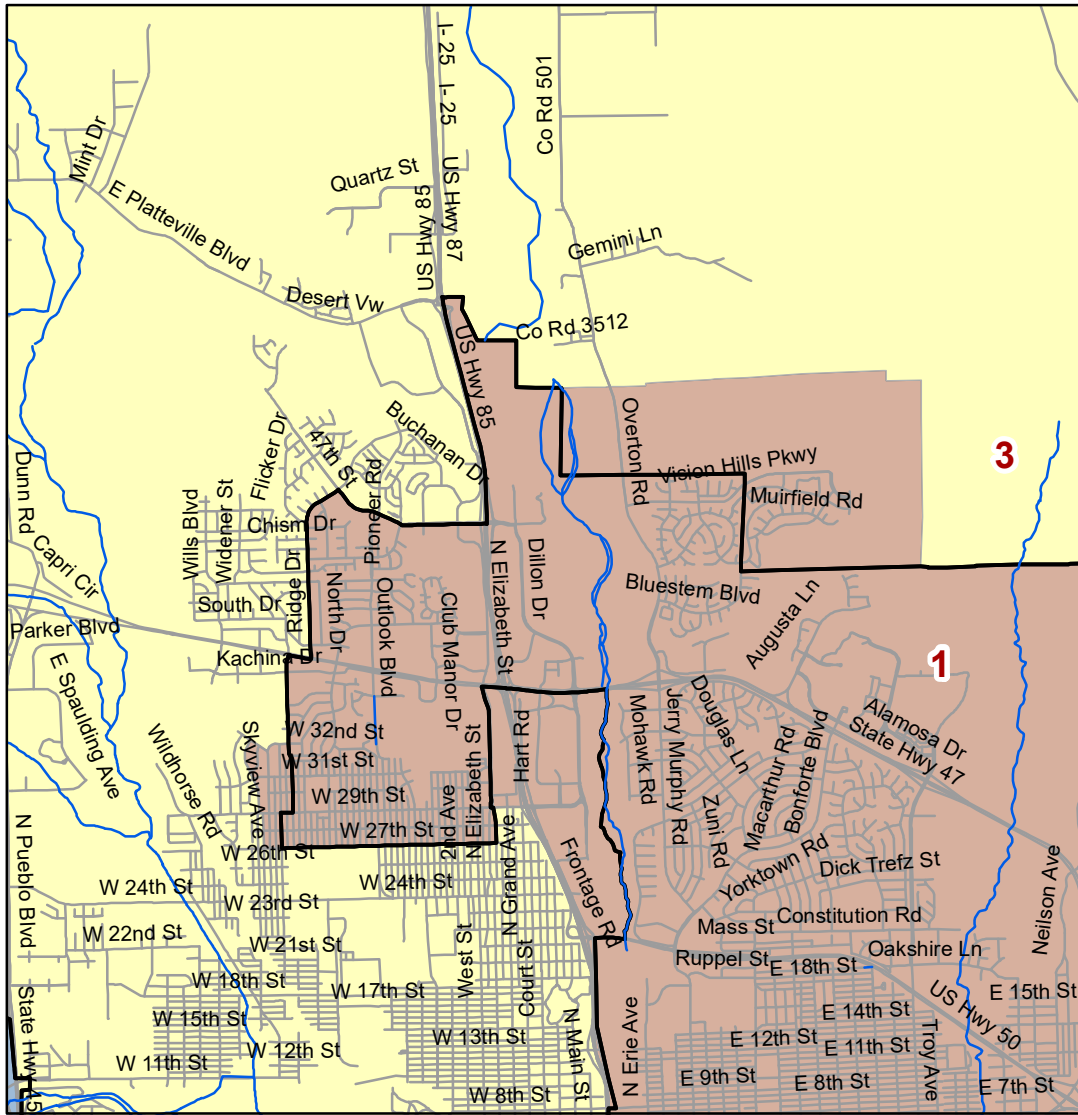 I- 25
I- 25
Co Rd 501
Mint Dr
Quartz St
US Hwy 87
US Hwy 85
E Platteville Blvd
Gemini Ln
Desert Vw
Co Rd 3512
US Hwy 85
Buchanan Dr
Overton Rd
Flicker Dr
47th St
Pioneer Rd
Vision Hills Pkwy
3
Muirfield Rd
Dunn Rd
Wills Blvd
Widener St
Chism Dr
Capri Cir
N Elizabeth St
Dillon Dr
Bluestem Blvd
South Dr
Ridge Dr
North Dr
Outlook Blvd
Club Manor Dr
Augusta Ln
Parker Blvd
Kachina Dr
1
E Spaulding Ave
Douglas Ln
Alamosa Dr
State Hwy 47
Wildhorse Rd
Skyview Ave
W 32nd St
W 31st St
N Elizabeth St
Hart Rd
Mohawk Rd
Jerry Murphy Rd
Macarthur Rd
Bonforte Blvd
W 29th St
2nd Ave
Zuni Rd
W 27th St
N Pueblo Blvd
W 26th St
N Grand Ave
Frontage Rd
Yorktown Rd
Dick Trefz St
W 24th St
W 24th St
W 23rd St
Nelson Ave
W 22nd St
W 21st St
West St
Court St
Mass St
Constitution Rd
Oakshire Ln
Ruppel St
E 18th St
W 18th St
W 17th St
E 15th St
State Hwy 45
W 15th St
W 13th St
N Main St
N Erie Ave
E 14th St
US Hwy 50
W 12th St
E 12th St
E 11th St
Troy Ave
W 11th St
E 9th St
E 8th St
E 7th St
W 8th St